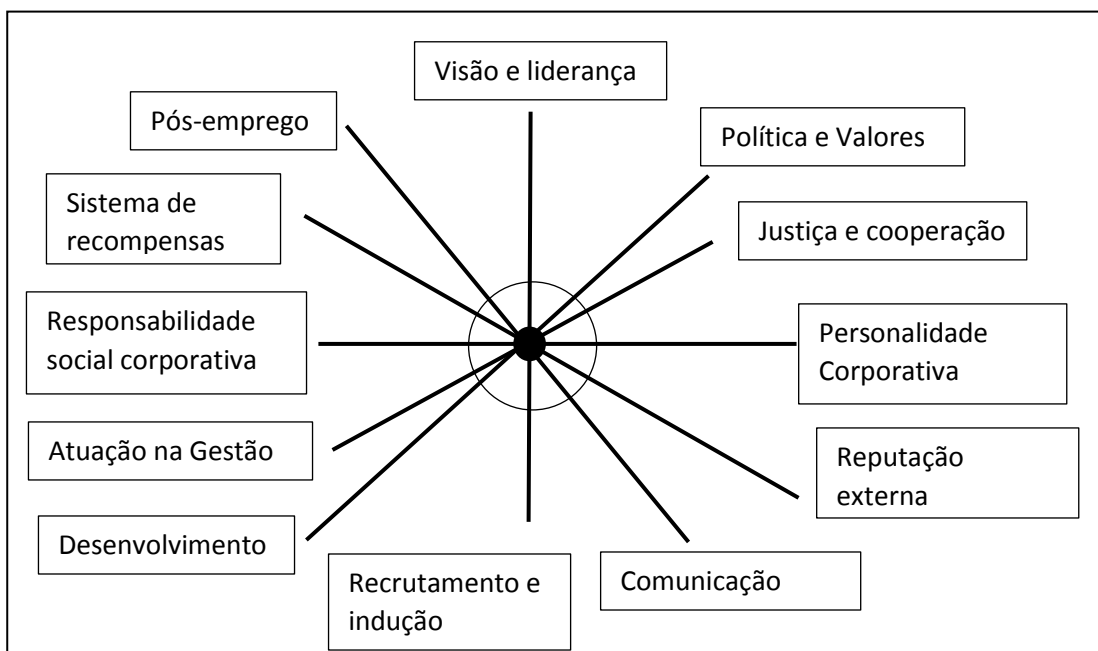 Visão e liderança
Pós-emprego
Política e Valores
Sistema de
recompensas
Justiça e cooperação
Responsabilidade
social corporativa
Personalidade
Corporativa
Atuação na Gestão
Reputação
externa
Desenvolvimento
Recrutamento e
indução
Comunicação